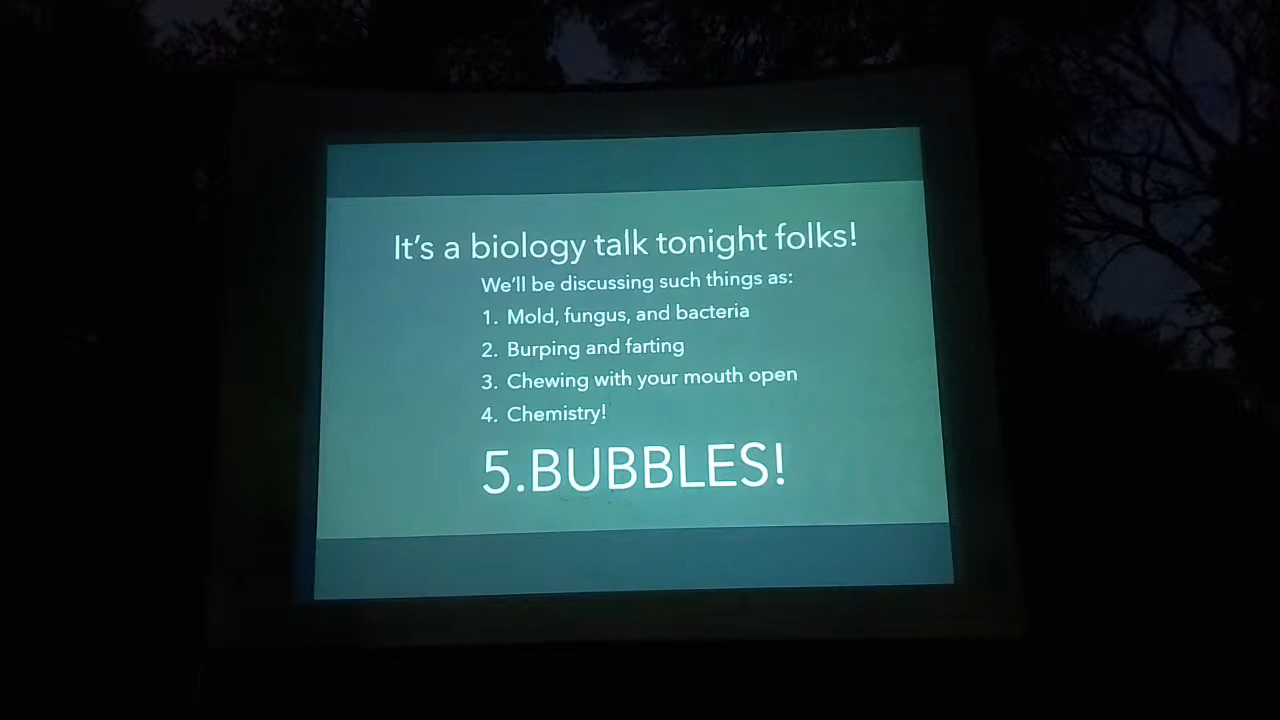 It's a biology talk tonight folks!
We'll be discussing such things as:
1. Mold, fungus, and bacteria
2. Burping and farting
3. Chewing with your mouth open
4. Chemistry!
5.BUBBLES!